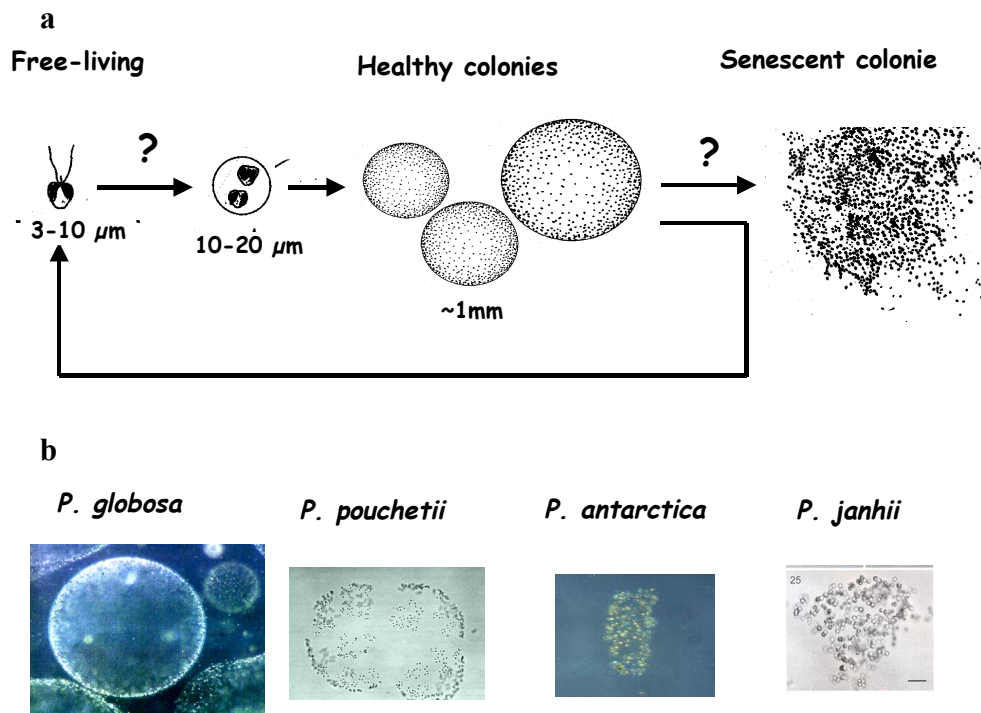 a
Free-living
Healthy colonies
Senescent colonie
?
?
3-10 µm
10-20 µm
~1mm
b
P. globosa
P. pouchetii
P. antarctica
P. janhii
25